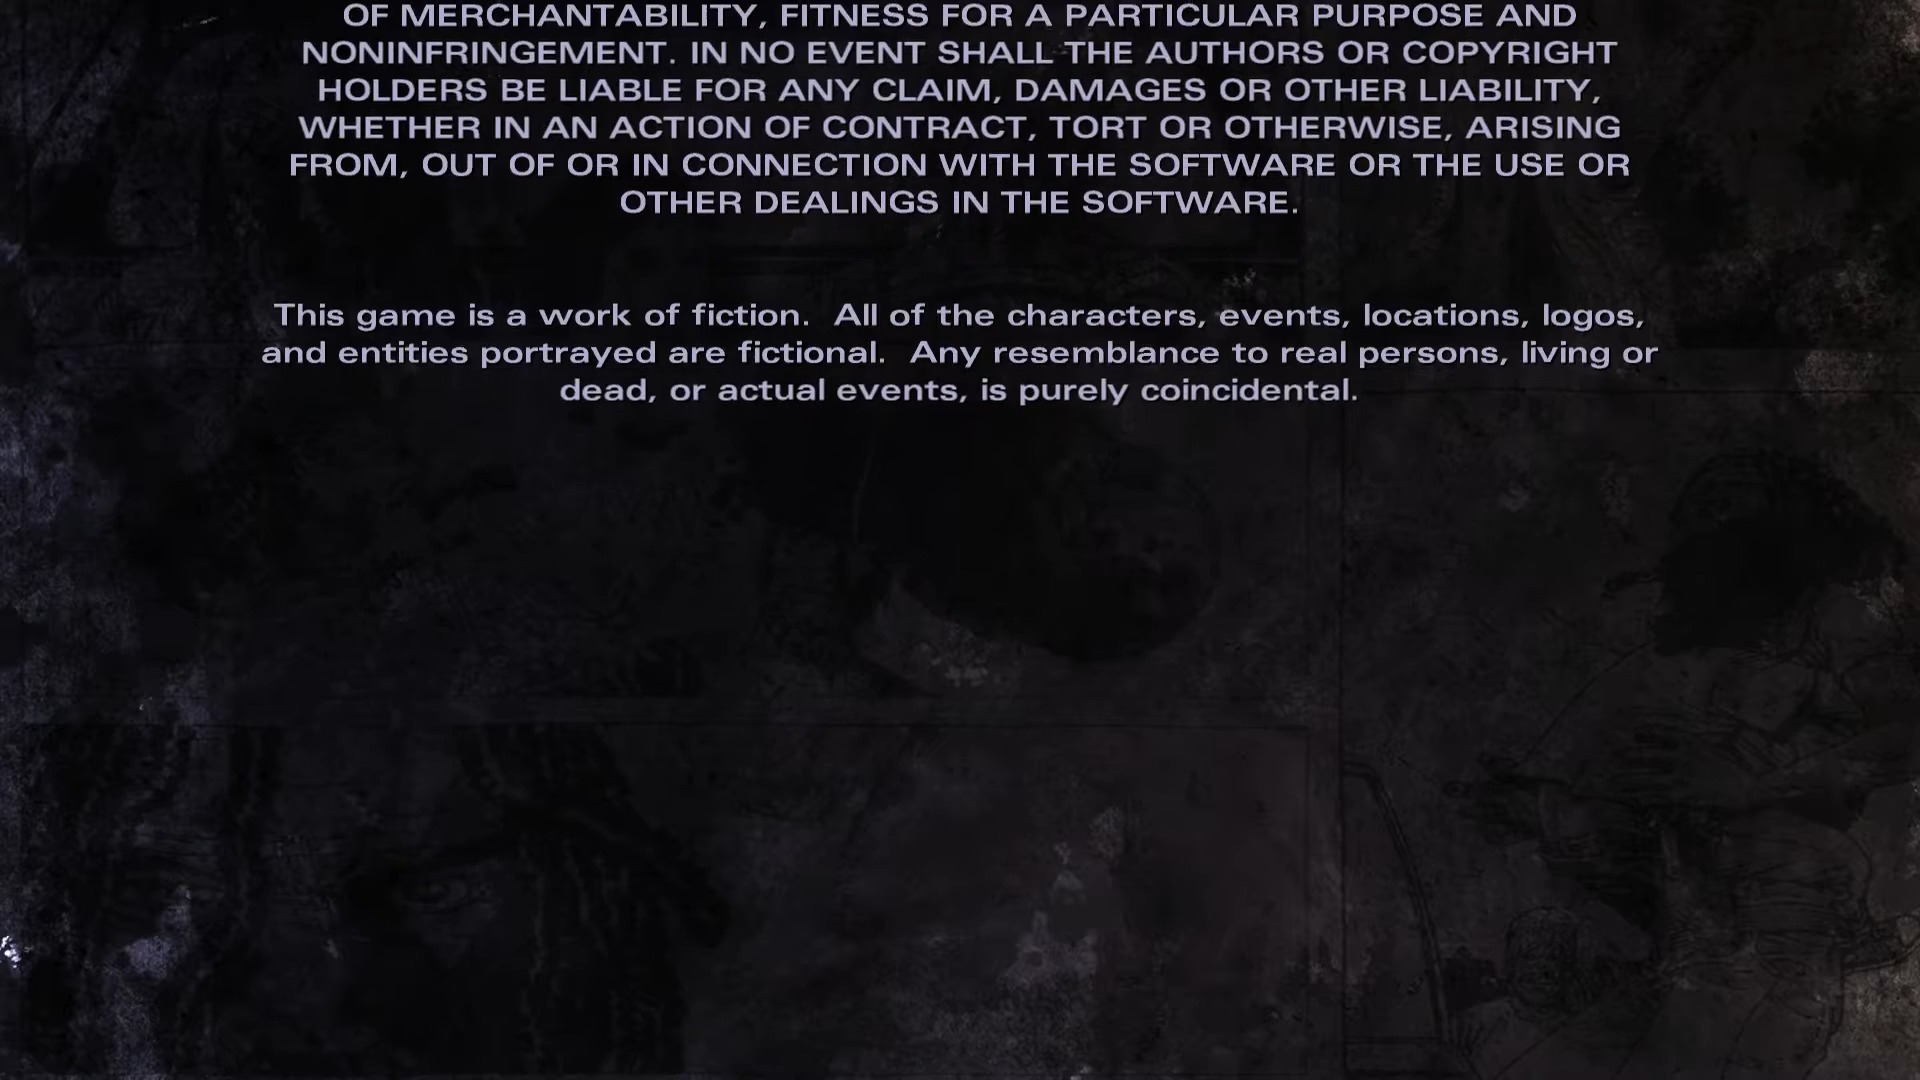 OF MERCHANTABILITY, FITNESS FOR A PARTICULAR PURPOSE AND
NONINFRINGEMENT. IN NO EVENT SHALL THE AUTHORS OR COPYRIGHT
HOLDERS BE LIABLE FOR ANY CLAIM, DAMAGES OR OTHER LIABILITY,
WHETHER IN AN ACTION OF CONTRACT, TORT OR OTHERWISE, ARISING
FROM, OUT OF OR IN CONNECTION WITH THE SOFTWARE OR THE USE OR
OTHER DEALINGS IN THE SOFTWARE.
This game is a work of fiction.  All of the characters, events, locations, logos,
and entities portrayed are fictional.  Any resemblance to real persons, living or
dead, or actual events, is purely coincidental.